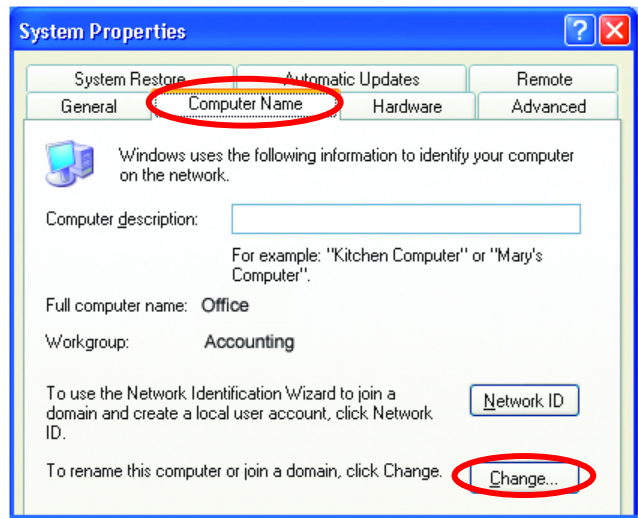 System Properties
System Restore Automatic Updates Remote
General Computer Name Hardware Advanced
Windows uses the following information to identify your computer
on the network.
Computer description:
For example: "Kitchen Computer" or "Mary's
Computer".
Full computer name: Office
Workgroup: Accounting
To use the Network Identification Wizard to join a
domain and create a local user account, click Network
ID.
Network ID
To rename this computer or join a domain, click Change.
Change...